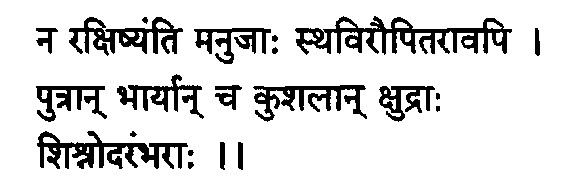 न रक्षिष्यंति मनुजाः स्थविरौपितरावपि ।
पुत्रान् भार्यान् च कुशलान् क्षुद्राः
शिश्नोदरंभराः ।।